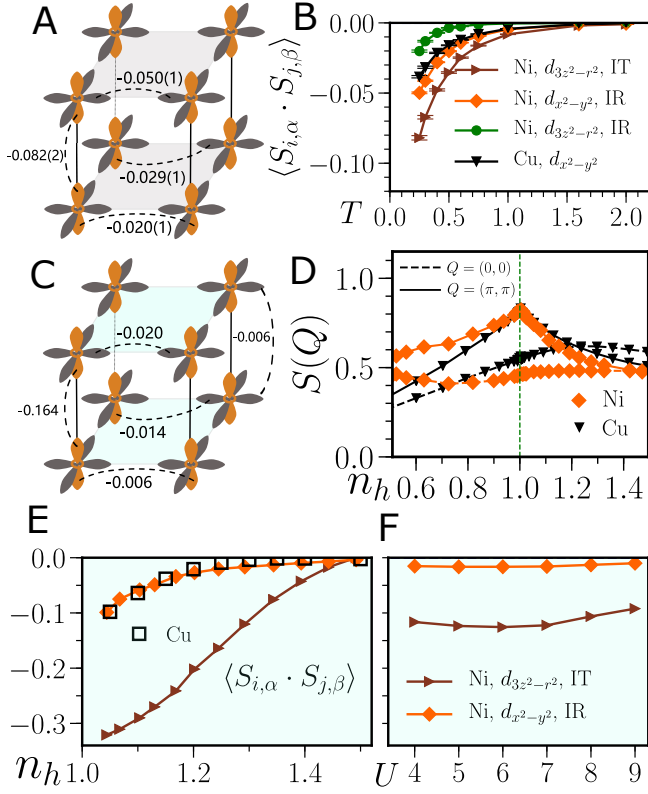 A
-0.050(1)
-0.082(2)
-0.029(1)
-0.020(1)
B
⟨S_{i,α} · S_{j,β}⟩
0.00
−0.05
−0.10
Ni, d_{3z²−r²}, IT
Ni, d_{x²−y²}, IR
Ni, d_{3z²−r²}, IR
Cu, d_{x²−y²}
T
0.0 0.5 1.0 1.5 2.0
C
-0.020
-0.006
-0.164
-0.014
-0.006
D
S(Q)
1.0
0.5
0.0
Q = (0, 0)
Q = (π, π)
Ni
Cu
n_h
0.6 0.8 1.0 1.2 1.4
E
0.0
−0.1
−0.2
−0.3
Cu
⟨S_{i,α} · S_{j,β}⟩
n_h
1.0 1.2 1.4
F
Ni, d_{3z²−r²}, IT
Ni, d_{x²−y²}, IR
U
4 5 6 7 8 9